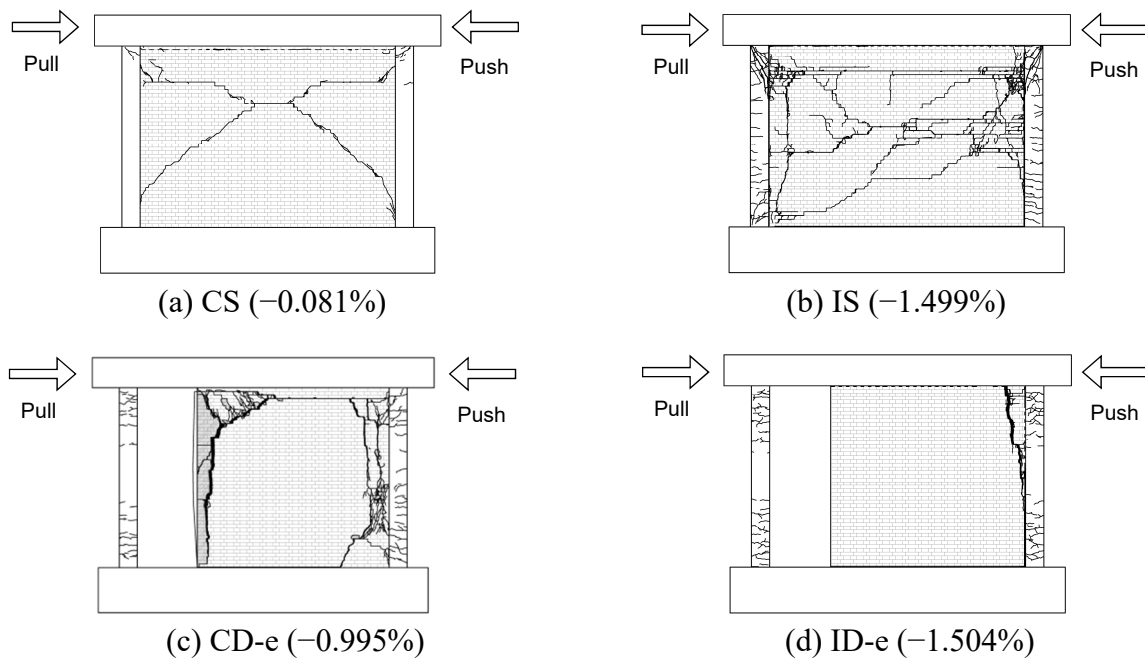 Pull
Push
Pull
Push
(a) CS (−0.081%)
(b) IS (−1.499%)
Pull
Push
Pull
Push
(c) CD-e (−0.995%)
(d) ID-e (−1.504%)